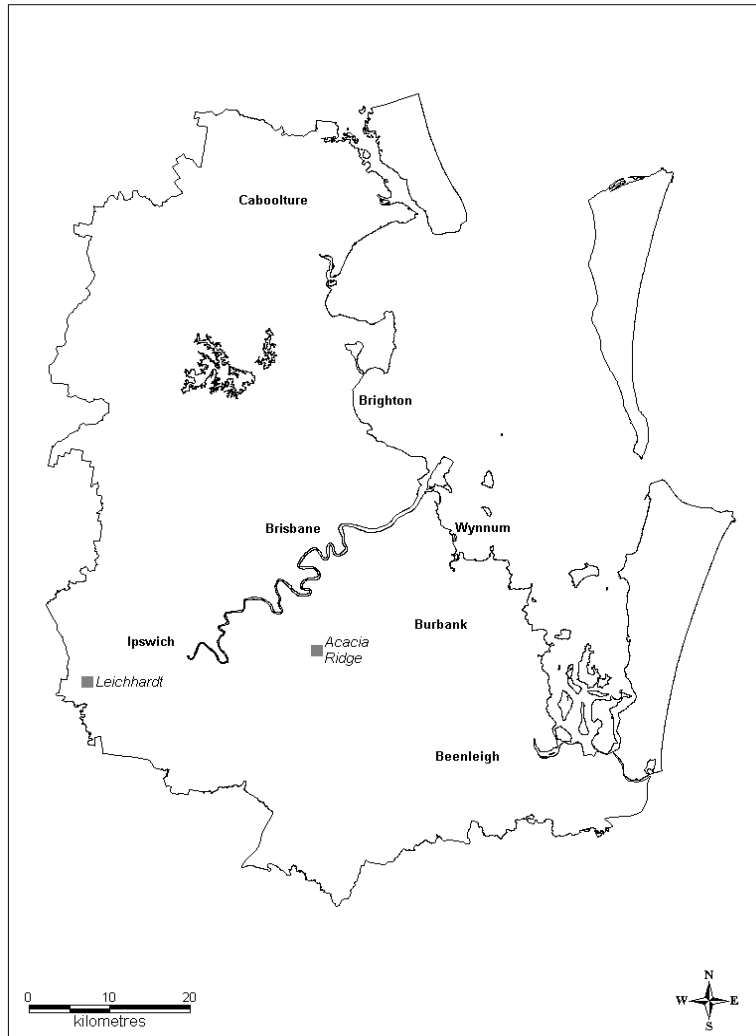 Caboolture
Brighton
Brisbane
Wynnum
Burbank
Ipswich
Acacia
Ridge
Leichhardt
Beenleigh
0 10 20
kilometres
N
W E
S